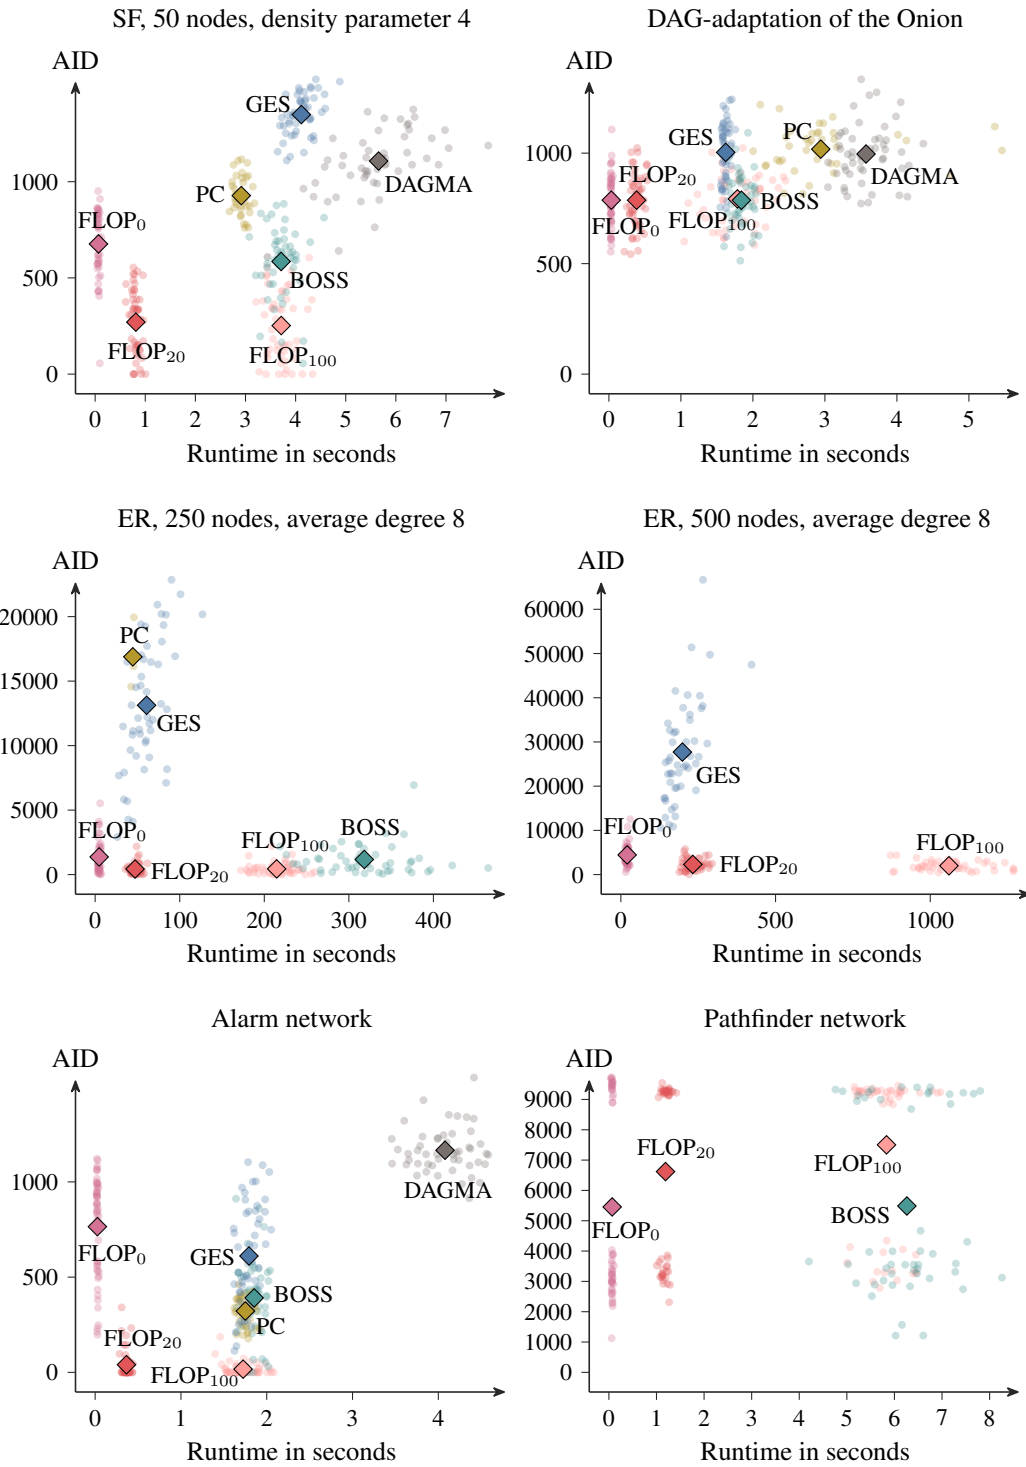 SF, 50 nodes, density parameter 4
AID
GES
DAGMA
PC
FLOP₀
BOSS
FLOP₂₀
FLOP₁₀₀
1000
500
0
0 1 2 3 4 5 6 7
Runtime in seconds
DAG-adaptation of the Onion
AID
GES
PC
FLOP₂₀
DAGMA
FLOP₀
FLOP₁₀₀
BOSS
1000
500
0
0 1 2 3 4 5
Runtime in seconds
ER, 250 nodes, average degree 8
AID
20000
PC
15000
GES
10000
5000
FLOP₀
FLOP₁₀₀
BOSS
FLOP₂₀
0
0 100 200 300 400
Runtime in seconds
ER, 500 nodes, average degree 8
AID
60000
50000
40000
30000
GES
20000
10000
FLOP₀
FLOP₁₀₀
FLOP₂₀
0
0 500 1000
Runtime in seconds
Alarm network
AID
1000
DAGMA
FLOP₀
GES
500
BOSS
PC
FLOP₂₀
FLOP₁₀₀
0
0 1 2 3 4
Runtime in seconds
Pathfinder network
AID
9000
8000
FLOP₂₀
7000
FLOP₁₀₀
6000
BOSS
5000
FLOP₀
4000
3000
2000
1000
0
0 1 2 3 4 5 6 7 8
Runtime in seconds